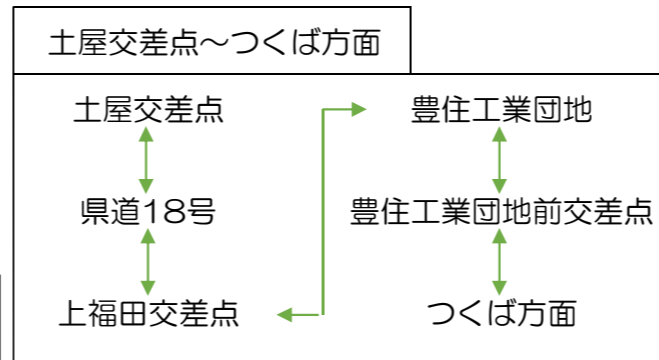 土屋交差点～つくば方面
土屋交差点
県道18号
上福田交差点
豊住工業団地
豊住工業団地前交差点
つくば方面